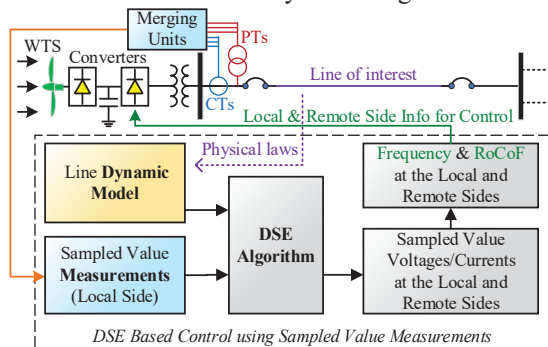 Merging
Units
PTs
WTS
Converters
CTs
Line of interest
Local & Remote Side Info for Control
Physical laws
Line Dynamic
Model
Sampled Value
Measurements
(Local Side)
DSE
Algorithm
Frequency & RoCoF
at the Local and
Remote Sides
Sampled Value
Voltages/Currents
at the Local and
Remote Sides
DSE Based Control using Sampled Value Measurements